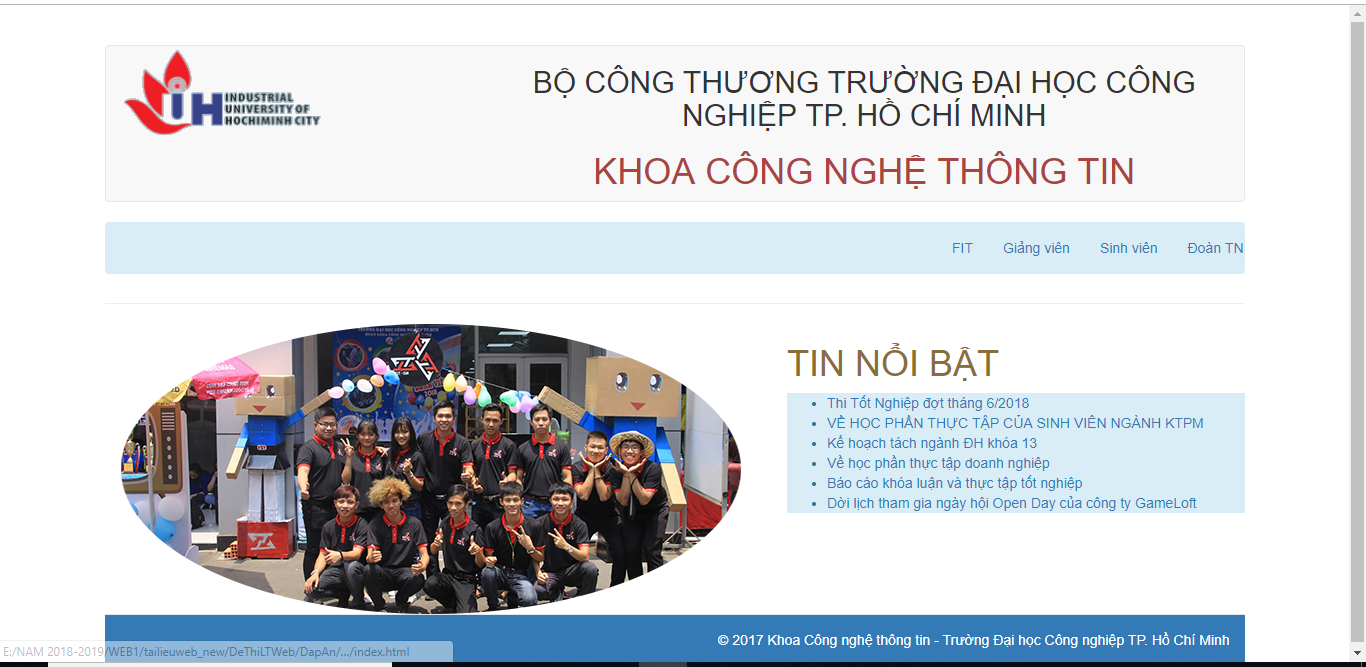 INDUSTRIAL
UNIVERSITY OF
HOCHIMINH CITY
BỘ CÔNG THƯƠNG TRƯỜNG ĐẠI HỌC CÔNG
NGHIỆP TP. HỒ CHÍ MINH
KHOA CÔNG NGHỆ THÔNG TIN
FIT Giảng viên Sinh viên Đoàn TN
TIN NỔI BẬT
Thi Tốt Nghiệp đợt tháng 6/2018
VỀ HỌC PHẦN THỰC TẬP CỦA SINH VIÊN NGÀNH KTPM
Kế hoạch tách ngành ĐH khóa 13
Về học phần thực tập doanh nghiệp
Báo cáo khóa luận và thực tập tốt nghiệp
Dời lịch tham gia ngày hội Open Day của công ty GameLoft
© 2017 Khoa Công nghệ thông tin - Trường Đại học Công nghiệp TP. Hồ Chí Minh
E:/NAM 2018-2019/WEB1/tailieuweb_new/DeThiLTWeb/DapAn/.../index.html